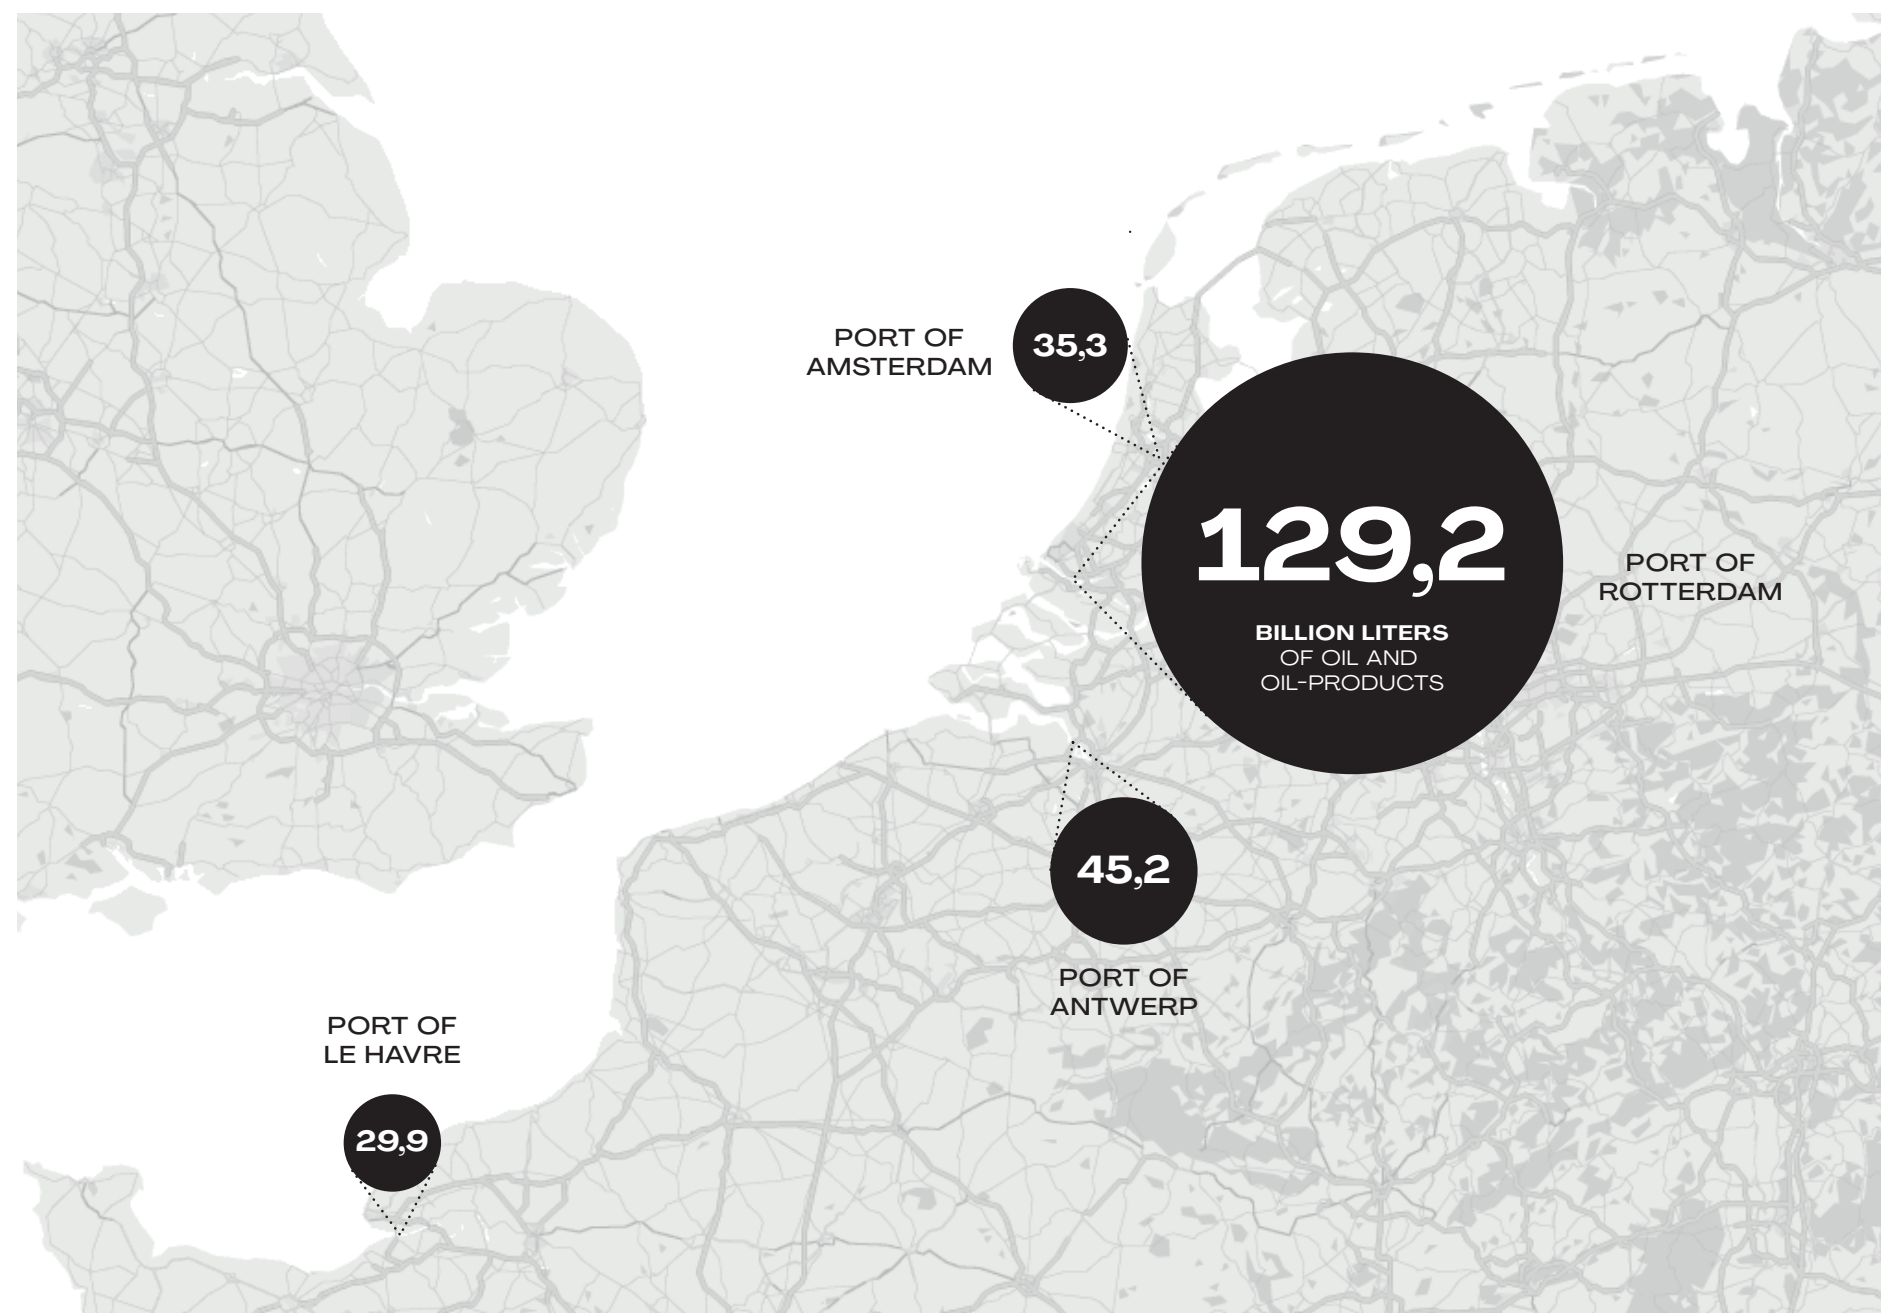 PORT OF
AMSTERDAM
35,3
129,2
BILLION LITERS
OF OIL AND
OIL-PRODUCTS
PORT OF
ROTTERDAM
45,2
PORT OF
ANTWERP
PORT OF
LE HAVRE
29,9